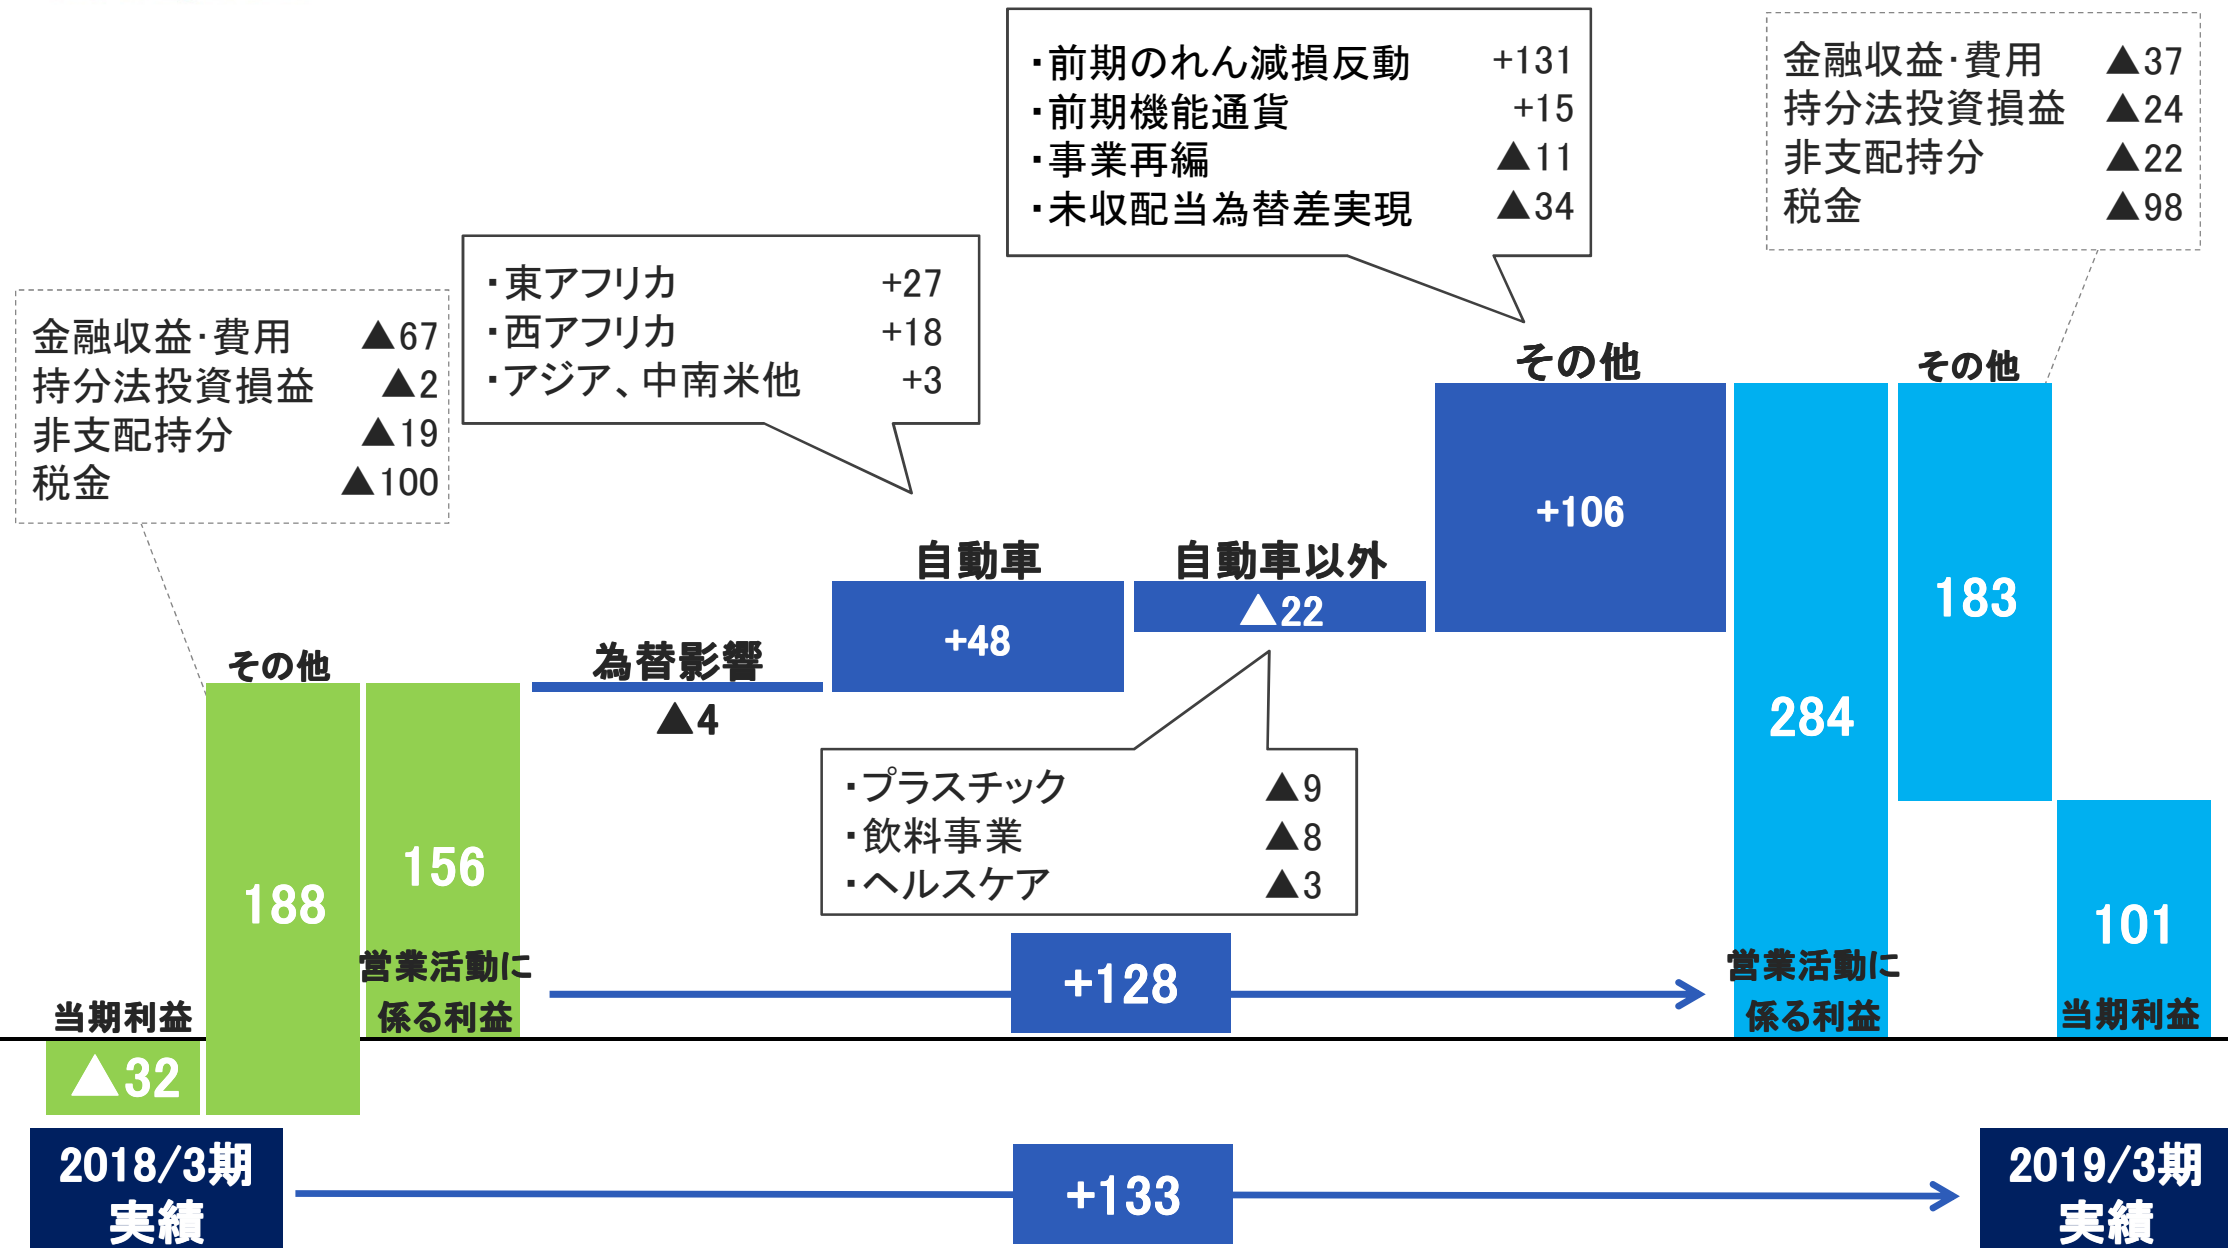 ・前期のれん減損反動 +131
・前期機能通貨 +15
・事業再編 ▲11
・未収配当為替差実現 ▲34
金融収益・費用 ▲37
持分法投資損益 ▲24
非支配持分 ▲22
税金 ▲98
・東アフリカ +27
・西アフリカ +18
・アジア、中南米他 +3
金融収益・費用 ▲67
持分法投資損益 ▲2
非支配持分 ▲19
税金 ▲100
その他
その他
+106
自動車
自動車以外
+48
▲22
183
その他
為替影響
▲4
284
・プラスチック ▲9
・飲料事業 ▲8
・ヘルスケア ▲3
188
156
101
営業活動に
係る利益
+128
営業活動に
係る利益
当期利益
当期利益
▲32
2018/3期
実績
+133
2019/3期
実績